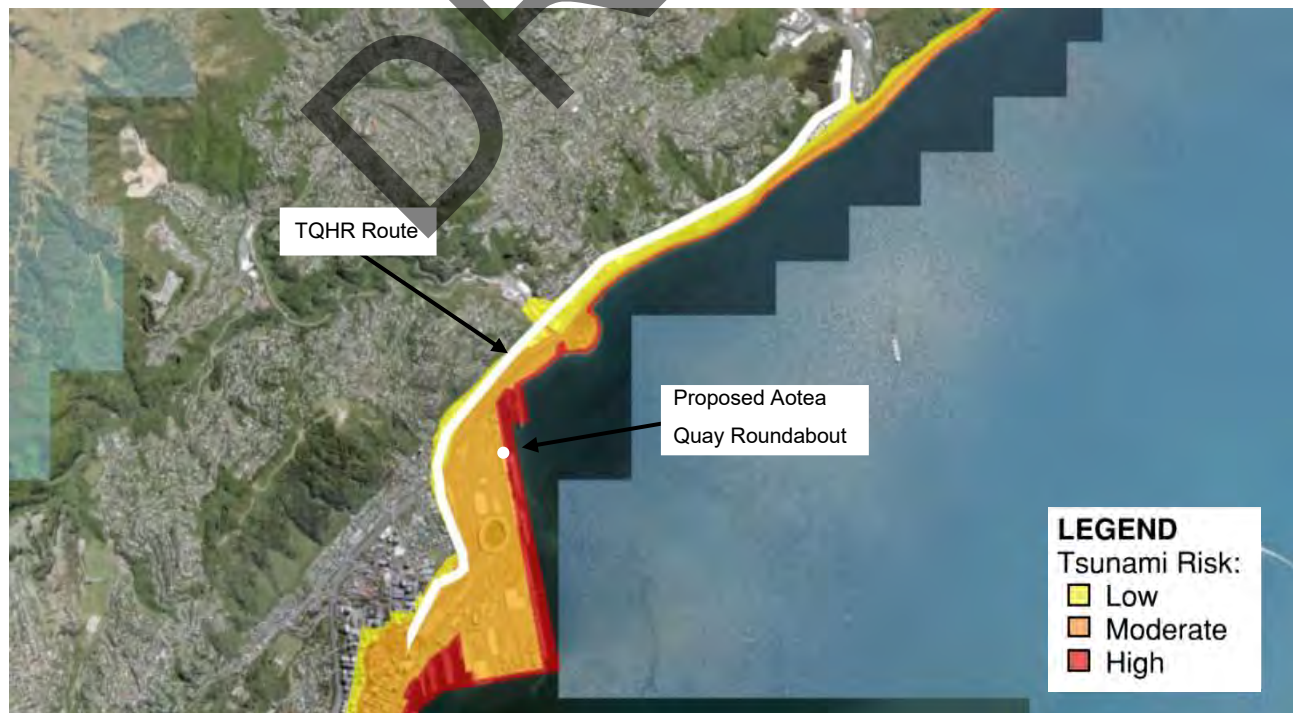 TQHR Route
Proposed Aotea
Quay Roundabout
LEGEND
Tsunami Risk:
Low
Moderate
High